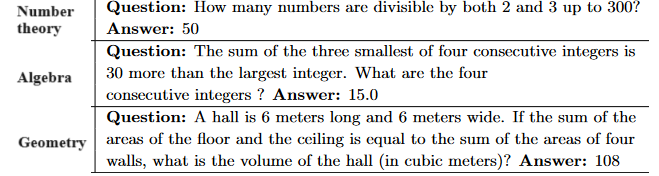 Number
theory
Question: How many numbers are divisible by both 2 and 3 up to 300?
Answer: 50
Algebra
Question: The sum of the three smallest of four consecutive integers is
30 more than the largest integer. What are the four
consecutive integers ? Answer: 15.0
Geometry
Question: A hall is 6 meters long and 6 meters wide. If the sum of the
areas of the floor and the ceiling is equal to the sum of the areas of four
walls, what is the volume of the hall (in cubic meters)? Answer: 108